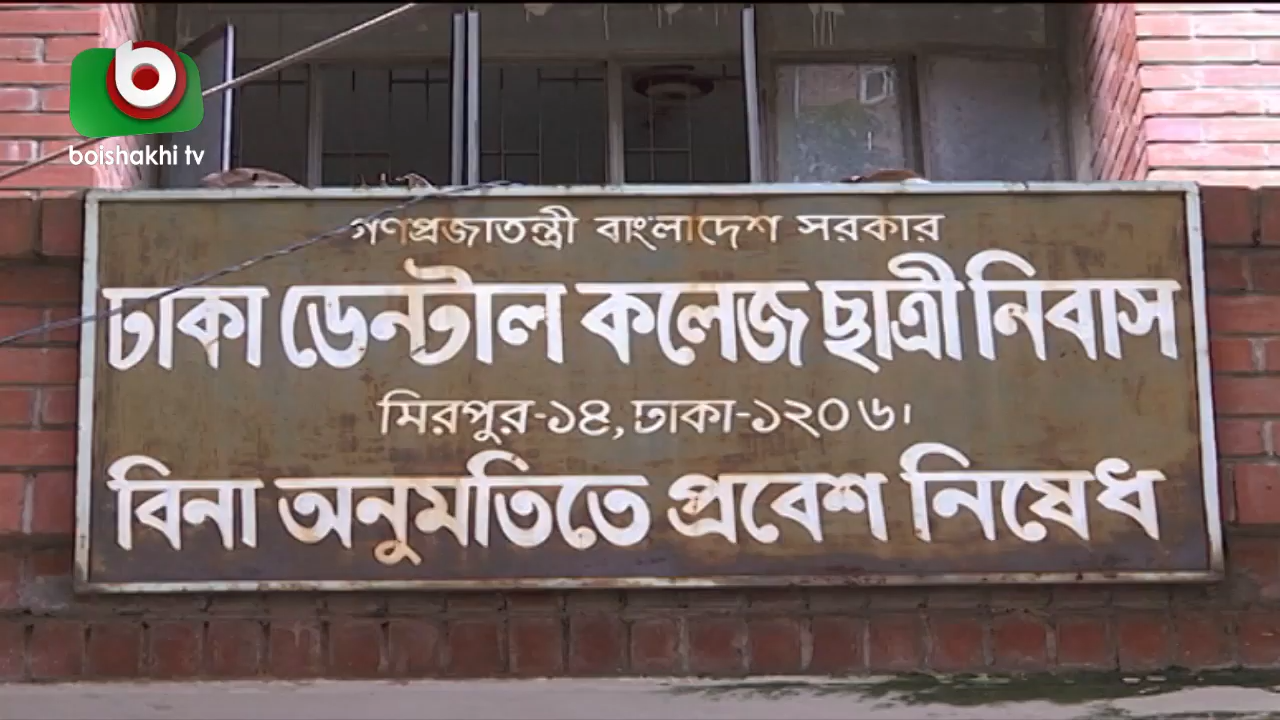 boishakhi tv
গণপ্রজাতন্ত্রী বাংলাদেশ সরকার
ঢাকা ডেন্টাল কলেজ ছাত্রী নিবাস
মিরপুর-১৪, ঢাকা-১২০৬।
বিনা অনুমতিতে প্রবেশ নিষেধ